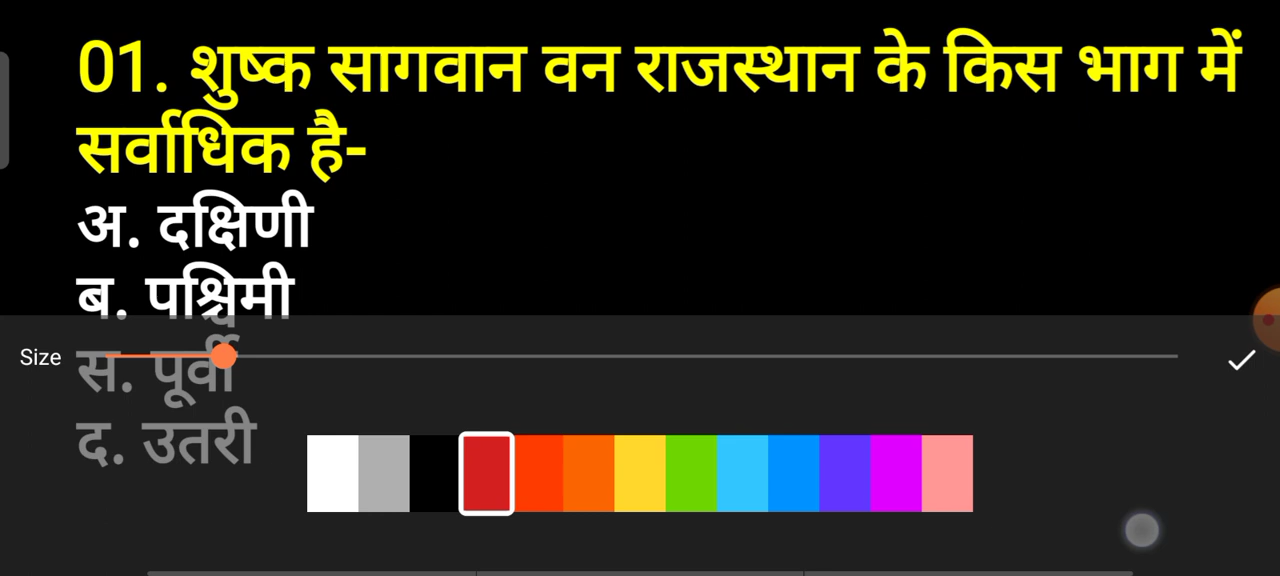 01. शुष्क सागवान वन राजस्थान के किस भाग में
सर्वाधिक है-
अ. दक्षिणी
ब. पश्चिमी
Size
स. पूर्वी
द. उतरी